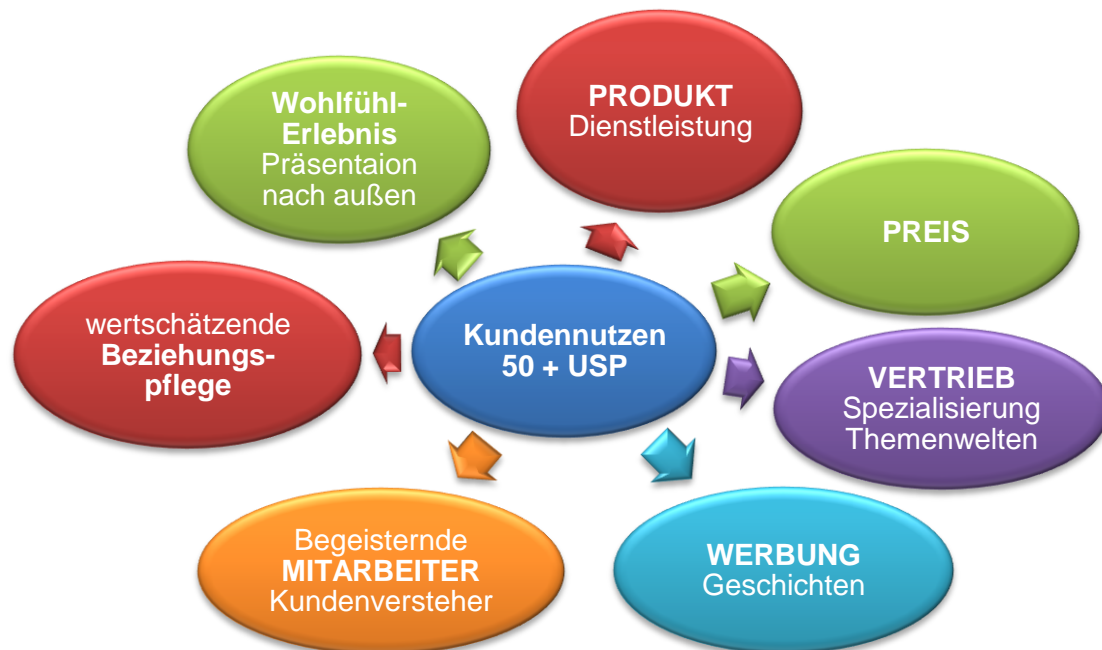 Wohlfühl-
Erlebnis
Präsentaion
nach außen
PRODUKT
Dienstleistung
PREIS
wertschätzende
Beziehungs-
pflege
Kundennutzen
50 + USP
VERTRIEB
Spezialisierung
Themenwelten
Begeisternde
MITARBEITER
Kundenversteher
WERBUNG
Geschichten